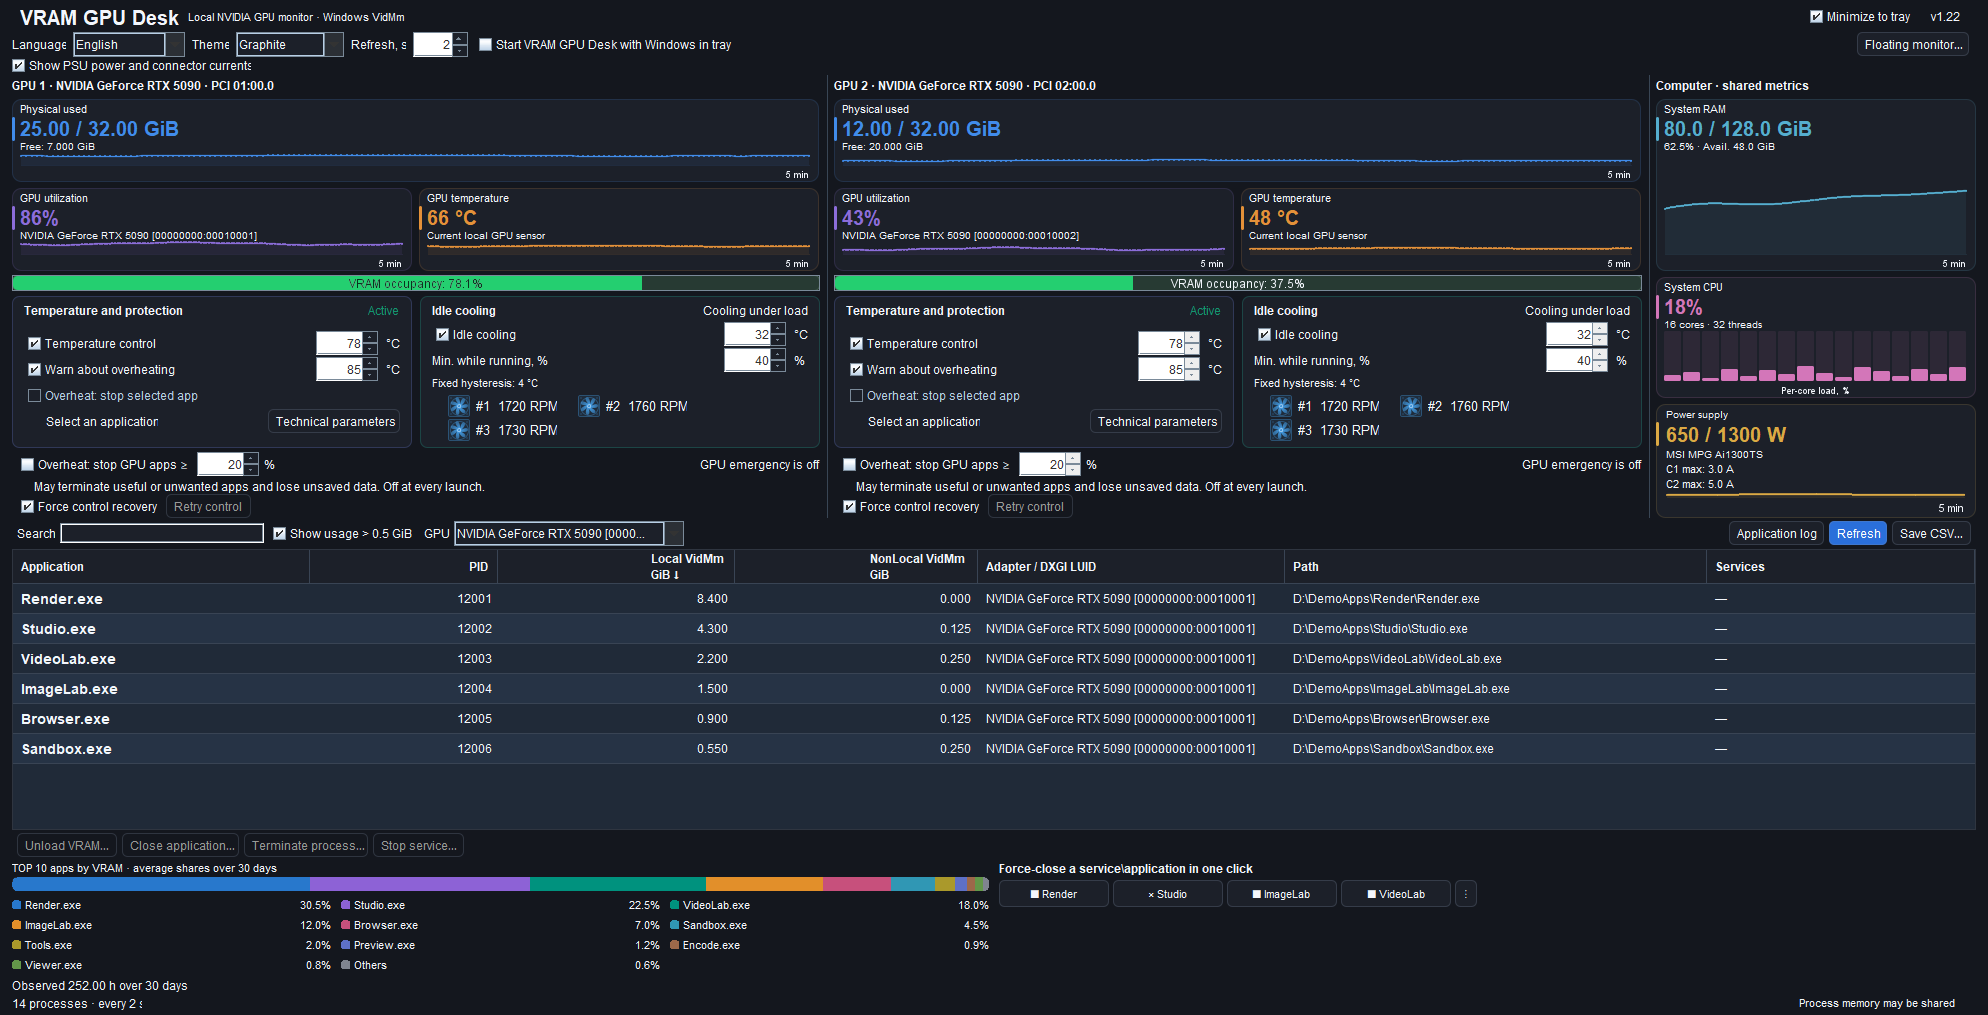 VRAM GPU Desk Local NVIDIA GPU monitor · Windows VidMm
Minimize to tray v1.22
Language English Theme Graphite Refresh, s 2 Start VRAM GPU Desk with Windows in tray
Floating monitor...
Show PSU power and connector currents
GPU 1 · NVIDIA GeForce RTX 5090 · PCI 01:00.0
Physical used
25.00 / 32.00 GiB
Free: 7.000 GiB
5 min
GPU utilization
86%
NVIDIA GeForce RTX 5090 [00000000:00010001]
5 min
GPU temperature
66 °C
Current local GPU sensor
5 min
VRAM occupancy: 78.1%
Temperature and protection Active
Temperature control 78 °C
Warn about overheating 85 °C
Overheat: stop selected app
Select an application Technical parameters
Idle cooling Cooling under load
Idle cooling 32 °C
Min. while running, % 40 %
Fixed hysteresis: 4 °C
#1 1720 RPM #2 1760 RPM
#3 1730 RPM
Overheat: stop GPU apps ≥ 20 % GPU emergency is off
May terminate useful or unwanted apps and lose unsaved data. Off at every launch.
Force control recovery Retry control
GPU 2 · NVIDIA GeForce RTX 5090 · PCI 02:00.0
Physical used
12.00 / 32.00 GiB
Free: 20.000 GiB
5 min
GPU utilization
43%
NVIDIA GeForce RTX 5090 [00000000:00010002]
5 min
GPU temperature
48 °C
Current local GPU sensor
5 min
VRAM occupancy: 37.5%
Temperature and protection Active
Temperature control 78 °C
Warn about overheating 85 °C
Overheat: stop selected app
Select an application Technical parameters
Idle cooling Cooling under load
Idle cooling 32 °C
Min. while running, % 40 %
Fixed hysteresis: 4 °C
#1 1720 RPM #2 1760 RPM
#3 1730 RPM
Overheat: stop GPU apps ≥ 20 % GPU emergency is off
May terminate useful or unwanted apps and lose unsaved data. Off at every launch.
Force control recovery Retry control
Computer · shared metrics
System RAM
80.0 / 128.0 GiB
62.5% · Avail. 48.0 GiB
5 min
System CPU
18%
16 cores · 32 threads
Per-core load, %
Power supply
650 / 1300 W
MSI MPG Ai1300TS
C1 max: 3.0 A
C2 max: 5.0 A
5 min
Search Show usage > 0.5 GiB GPU NVIDIA GeForce RTX 5090 [0000... Application log Refresh Save CSV...
Application PID Local VidMm GiB ↓ NonLocal VidMm GiB Adapter / DXGI LUID Path Services
Render.exe 12001 8.400 0.000 NVIDIA GeForce RTX 5090 [00000000:00010001] D:\DemoApps\Render\Render.exe —
Studio.exe 12002 4.300 0.125 NVIDIA GeForce RTX 5090 [00000000:00010001] D:\DemoApps\Studio\Studio.exe —
VideoLab.exe 12003 2.200 0.250 NVIDIA GeForce RTX 5090 [00000000:00010001] D:\DemoApps\VideoLab\VideoLab.exe —
ImageLab.exe 12004 1.500 0.000 NVIDIA GeForce RTX 5090 [00000000:00010001] D:\DemoApps\ImageLab\ImageLab.exe —
Browser.exe 12005 0.900 0.125 NVIDIA GeForce RTX 5090 [00000000:00010001] D:\DemoApps\Browser\Browser.exe —
Sandbox.exe 12006 0.550 0.250 NVIDIA GeForce RTX 5090 [00000000:00010001] D:\DemoApps\Sandbox\Sandbox.exe —
Unload VRAM... Close application... Terminate process... Stop service...
TOP 10 apps by VRAM · average shares over 30 days
Render.exe 30.5% Studio.exe 22.5% VideoLab.exe 18.0%
ImageLab.exe 12.0% Browser.exe 7.0% Sandbox.exe 4.5%
Tools.exe 2.0% Preview.exe 1.2% Encode.exe 0.9%
Viewer.exe 0.8% Others 0.6%
Force-close a service\application in one click
Render × Studio ImageLab VideoLab ⋮
Observed 252.00 h over 30 days
14 processes · every 2 s
Process memory may be shared